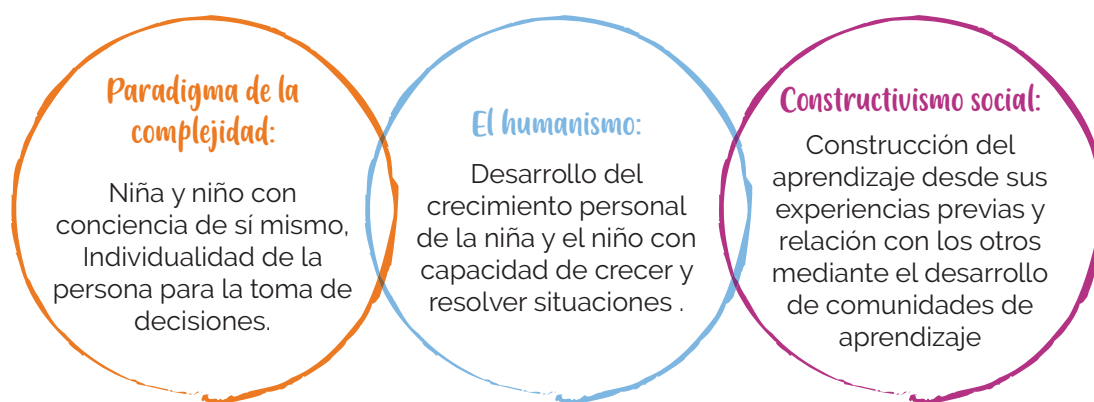 Paradigma de la
complejidad:
Niña y niño con
conciencia de sí mismo,
Individualidad de la
persona para la toma de
decisiones.
El humanismo:
Desarrollo del
crecimiento personal
de la niña y el niño con
capacidad de crecer y
resolver situaciones .
Constructivismo social:
Construcción del
aprendizaje desde sus
experiencias previas y
relación con los otros
mediante el desarrollo
de comunidades de
aprendizaje